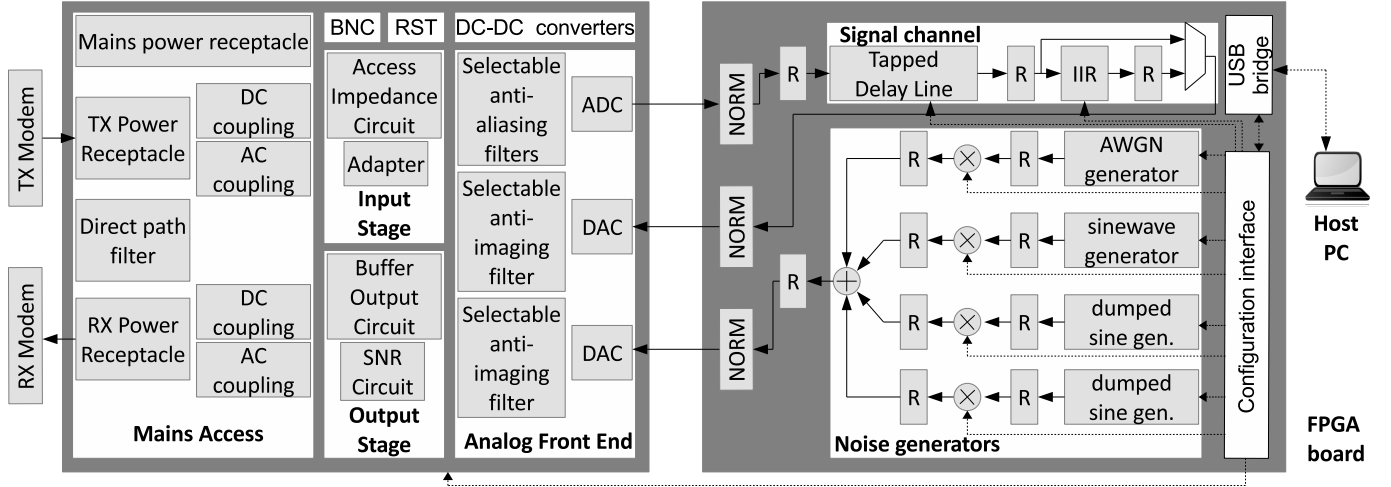 TX Modem
RX Modem
Mains power receptacle
TX Power
Receptacle
DC
coupling
AC
coupling
Direct path
filter
RX Power
Receptacle
DC
coupling
AC
coupling
Mains Access
BNC
RST
Access
Impedance
Circuit
Adapter
Input
Stage
Buffer
Output
Circuit
SNR
Circuit
Output
Stage
DC-DC converters
Selectable
anti-
aliasing
filters
ADC
Selectable
anti-
imaging
filter
DAC
Selectable
anti-
imaging
filter
DAC
Analog Front End
NORM
NORM
NORM
R
R
Signal channel
Tapped
Delay Line
R
IIR
R
USB
bridge
R
R
AWGN
generator
R
R
sinewave
generator
R
R
dumped
sine gen.
R
R
dumped
sine gen.
Noise generators
Configuration interface
Host
PC
FPGA
board